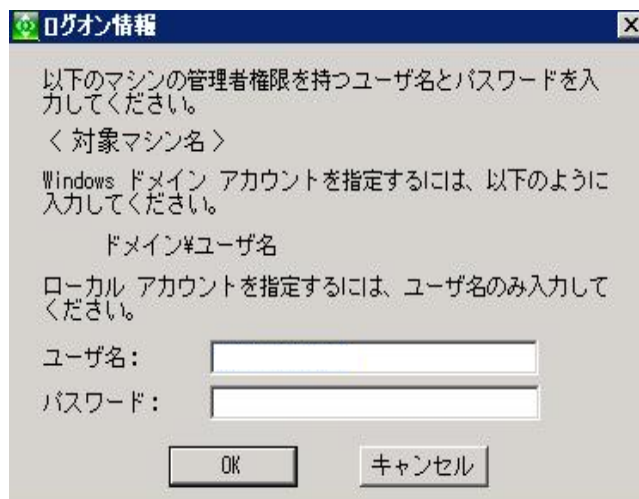 ログオン情報
以下のマシンの管理者権限を持つユーザ名とパスワードを入
力してください。
< 対象マシン名 >
Windows ドメイン アカウントを指定するには、以下のように
入力してください。
ドメイン¥ユーザ名
ローカル アカウントを指定するには、ユーザ名のみ入力して
ください。
ユーザ名:
パスワード:
OK キャンセル